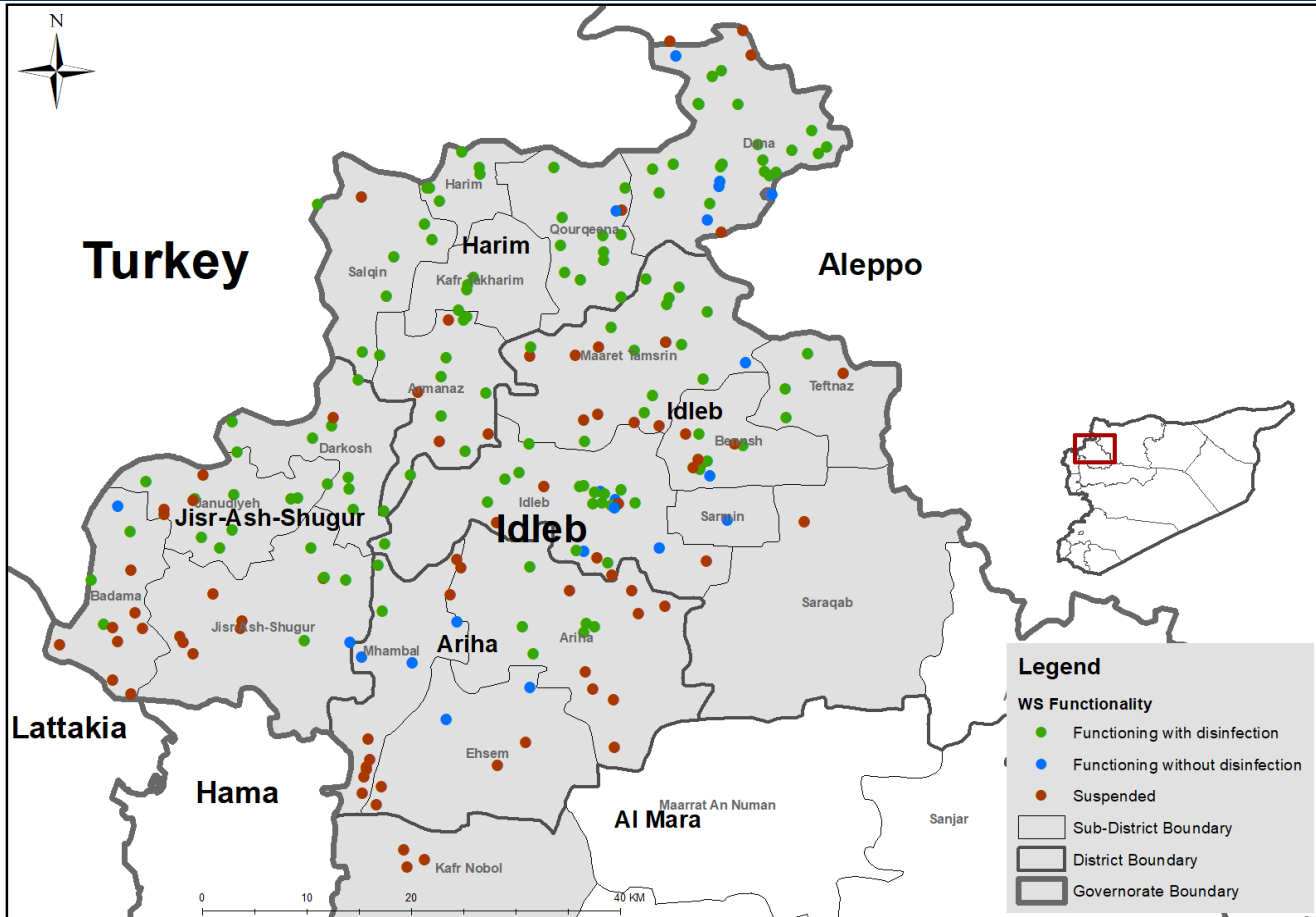 N
Dana
Harim
Qourqeena
Harim
Turkey
Aleppo
Salqin
Kafr Takharim
Maaret Tamsrin
Teftnaz
Armanaz
Idleb
Bennsh
Darkosh
Janudiyeh
Idleb
Sarmin
Jisr-Ash-Shugur
Idleb
Badama
Saraqab
Jisr-Ash-Shugur
Ariha
Mhambal
Ariha
Lattakia
Ehsem
Hama
Maarrat An Numan
Al Mara
Sanjar
Kafr Nobol
0 10 20 40 KM
Legend
WS Functionality
Functioning with disinfection
Functioning without disinfection
Suspended
Sub-District Boundary
District Boundary
Governorate Boundary